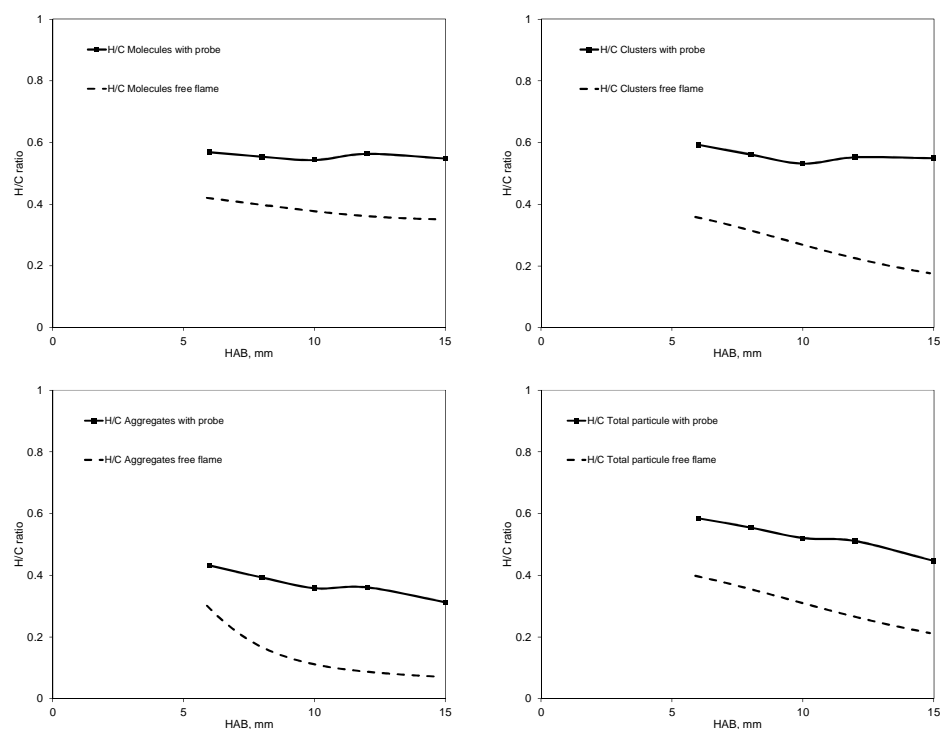 1
H/C Molecules with probe
0.8
H/C Molecules free flame
0.6
H/C ratio
0.4
0.2
0
0
5
10
15
HAB, mm
1
H/C Clusters with probe
0.8
H/C Clusters free flame
0.6
H/C ratio
0.4
0.2
0
0
5
10
15
HAB, mm
1
H/C Aggregates with probe
0.8
H/C Aggregates free flame
0.6
H/C ratio
0.4
0.2
0
0
5
10
15
HAB, mm
1
H/C Total particule with probe
0.8
H/C Total particule free flame
0.6
H/C ratio
0.4
0.2
0
0
5
10
15
HAB, mm